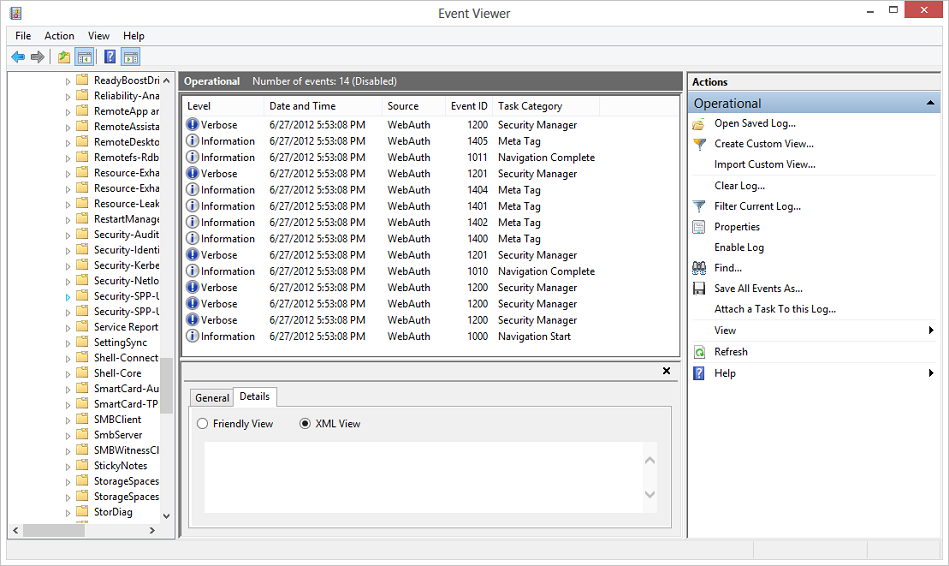 Event Viewer
File Action View Help
ReadyBoostDri
Reliability-Ana
RemoteApp ar
RemoteAssista
RemoteDeskto
Remotefs-Rdb
Resource-Exha
Resource-Exha
Resource-Leak
RestartManage
Security-Audit
Security-Identi
Security-Kerbe
Security-Netlo
Security-SPP-U
Security-SPP-U
Service Report
SettingSync
Shell-Connect
Shell-Core
SmartCard-Au
SmartCard-TP
SMBClient
SmbServer
SMBWitnessCl
StickyNotes
StorageSpaces
StorageSpaces
StorDiag
Operational Number of events: 14 (Disabled)
Level Date and Time Source Event ID Task Category
Verbose 6/27/2012 5:53:08 PM WebAuth 1200 Security Manager
Information 6/27/2012 5:53:08 PM WebAuth 1405 Meta Tag
Information 6/27/2012 5:53:08 PM WebAuth 1011 Navigation Complete
Verbose 6/27/2012 5:53:08 PM WebAuth 1201 Security Manager
Information 6/27/2012 5:53:08 PM WebAuth 1404 Meta Tag
Information 6/27/2012 5:53:08 PM WebAuth 1401 Meta Tag
Information 6/27/2012 5:53:08 PM WebAuth 1402 Meta Tag
Information 6/27/2012 5:53:08 PM WebAuth 1400 Meta Tag
Verbose 6/27/2012 5:53:08 PM WebAuth 1201 Security Manager
Information 6/27/2012 5:53:08 PM WebAuth 1010 Navigation Complete
Verbose 6/27/2012 5:53:08 PM WebAuth 1200 Security Manager
Verbose 6/27/2012 5:53:08 PM WebAuth 1200 Security Manager
Verbose 6/27/2012 5:53:08 PM WebAuth 1200 Security Manager
Information 6/27/2012 5:53:08 PM WebAuth 1000 Navigation Start
General Details
Friendly View XML View
Actions
Operational
Open Saved Log...
Create Custom View...
Import Custom View...
Clear Log...
Filter Current Log...
Properties
Enable Log
Find...
Save All Events As...
Attach a Task To this Log...
View
Refresh
Help